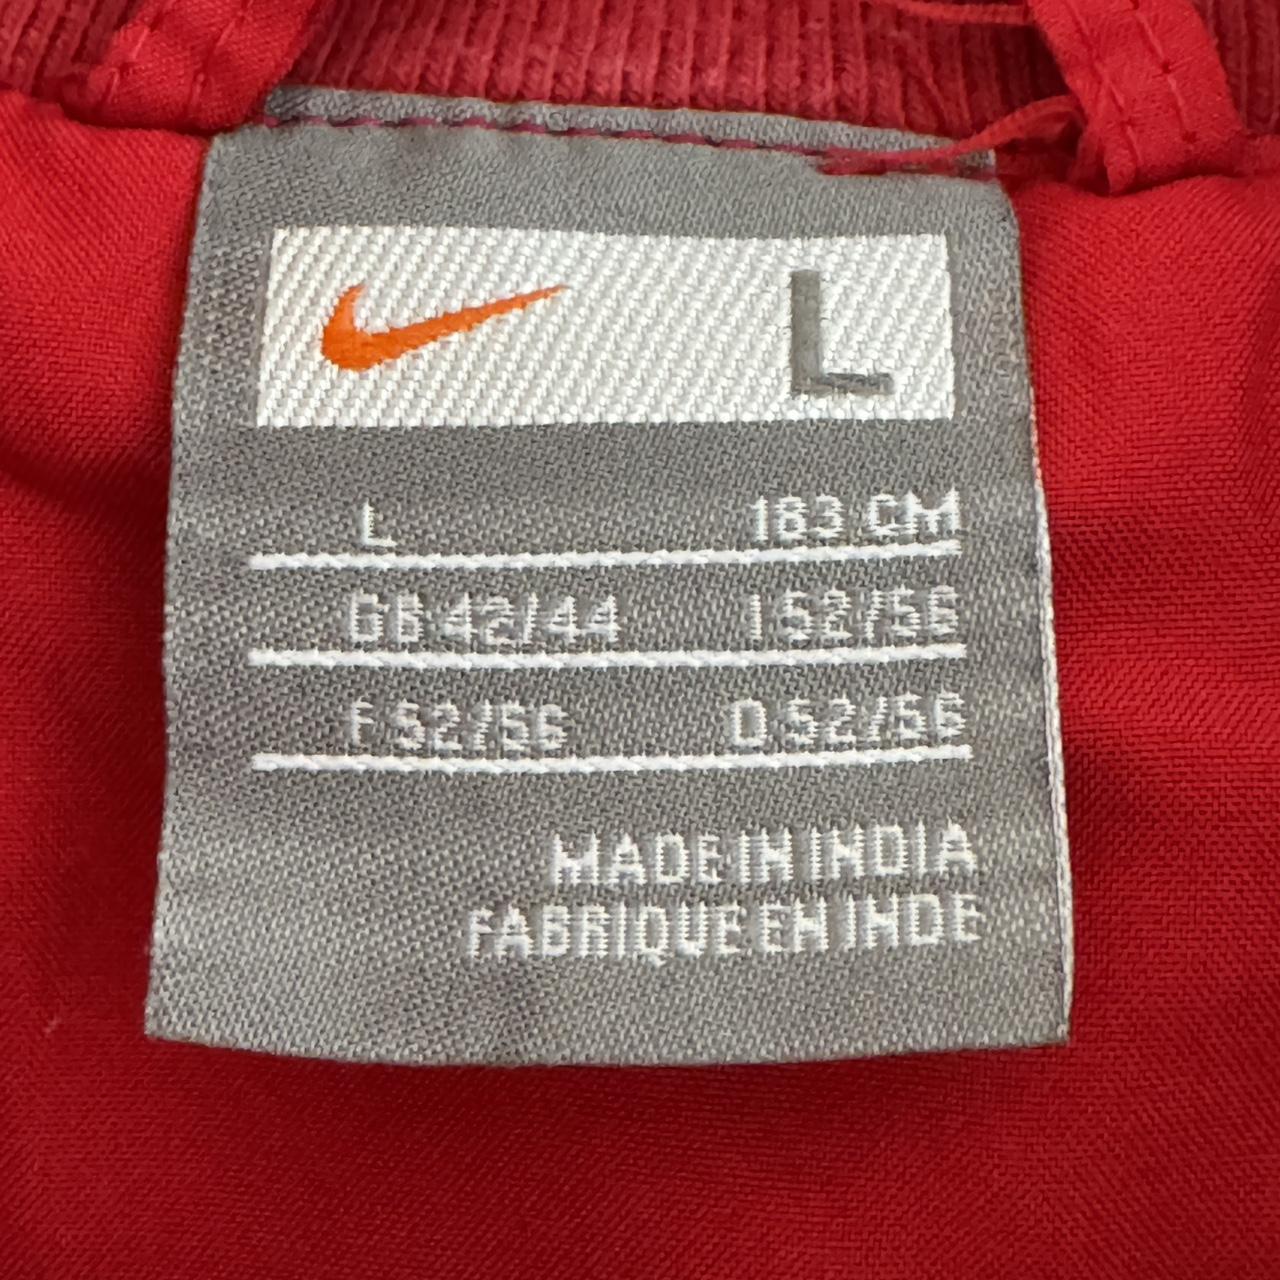 L
L 183 CM
GB 42/44 I 52/56
F 52/56 D 52/56
MADE IN INDIA
FABRIQUE EN INDE